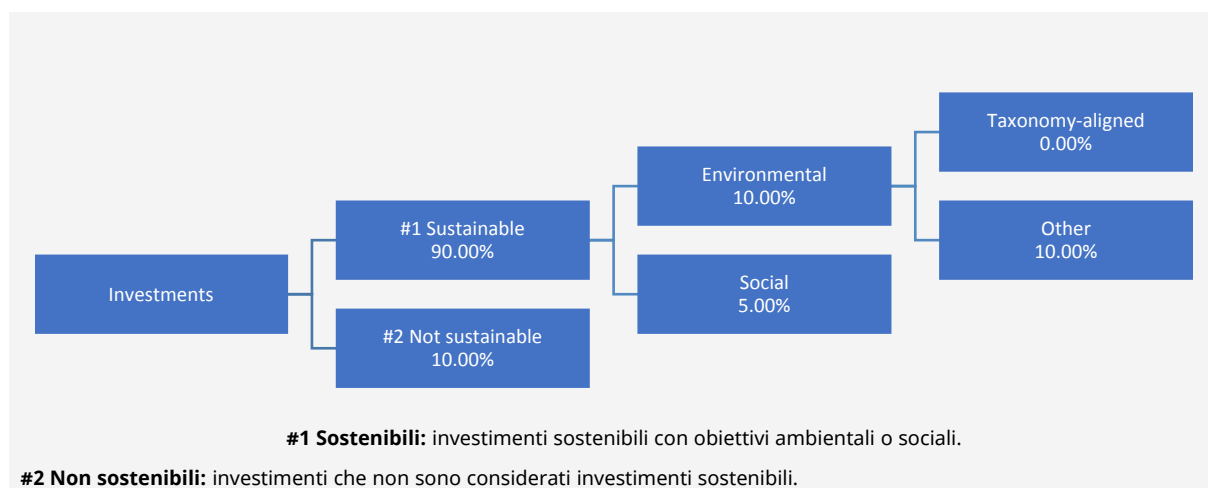 Investments
#1 Sustainable
90.00%
#2 Not sustainable
10.00%
Environmental
10.00%
Social
5.00%
Taxonomy-aligned
0.00%
Other
10.00%
#1 Sostenibili: investimenti sostenibili con obiettivi ambientali o sociali.
#2 Non sostenibili: investimenti che non sono considerati investimenti sostenibili.